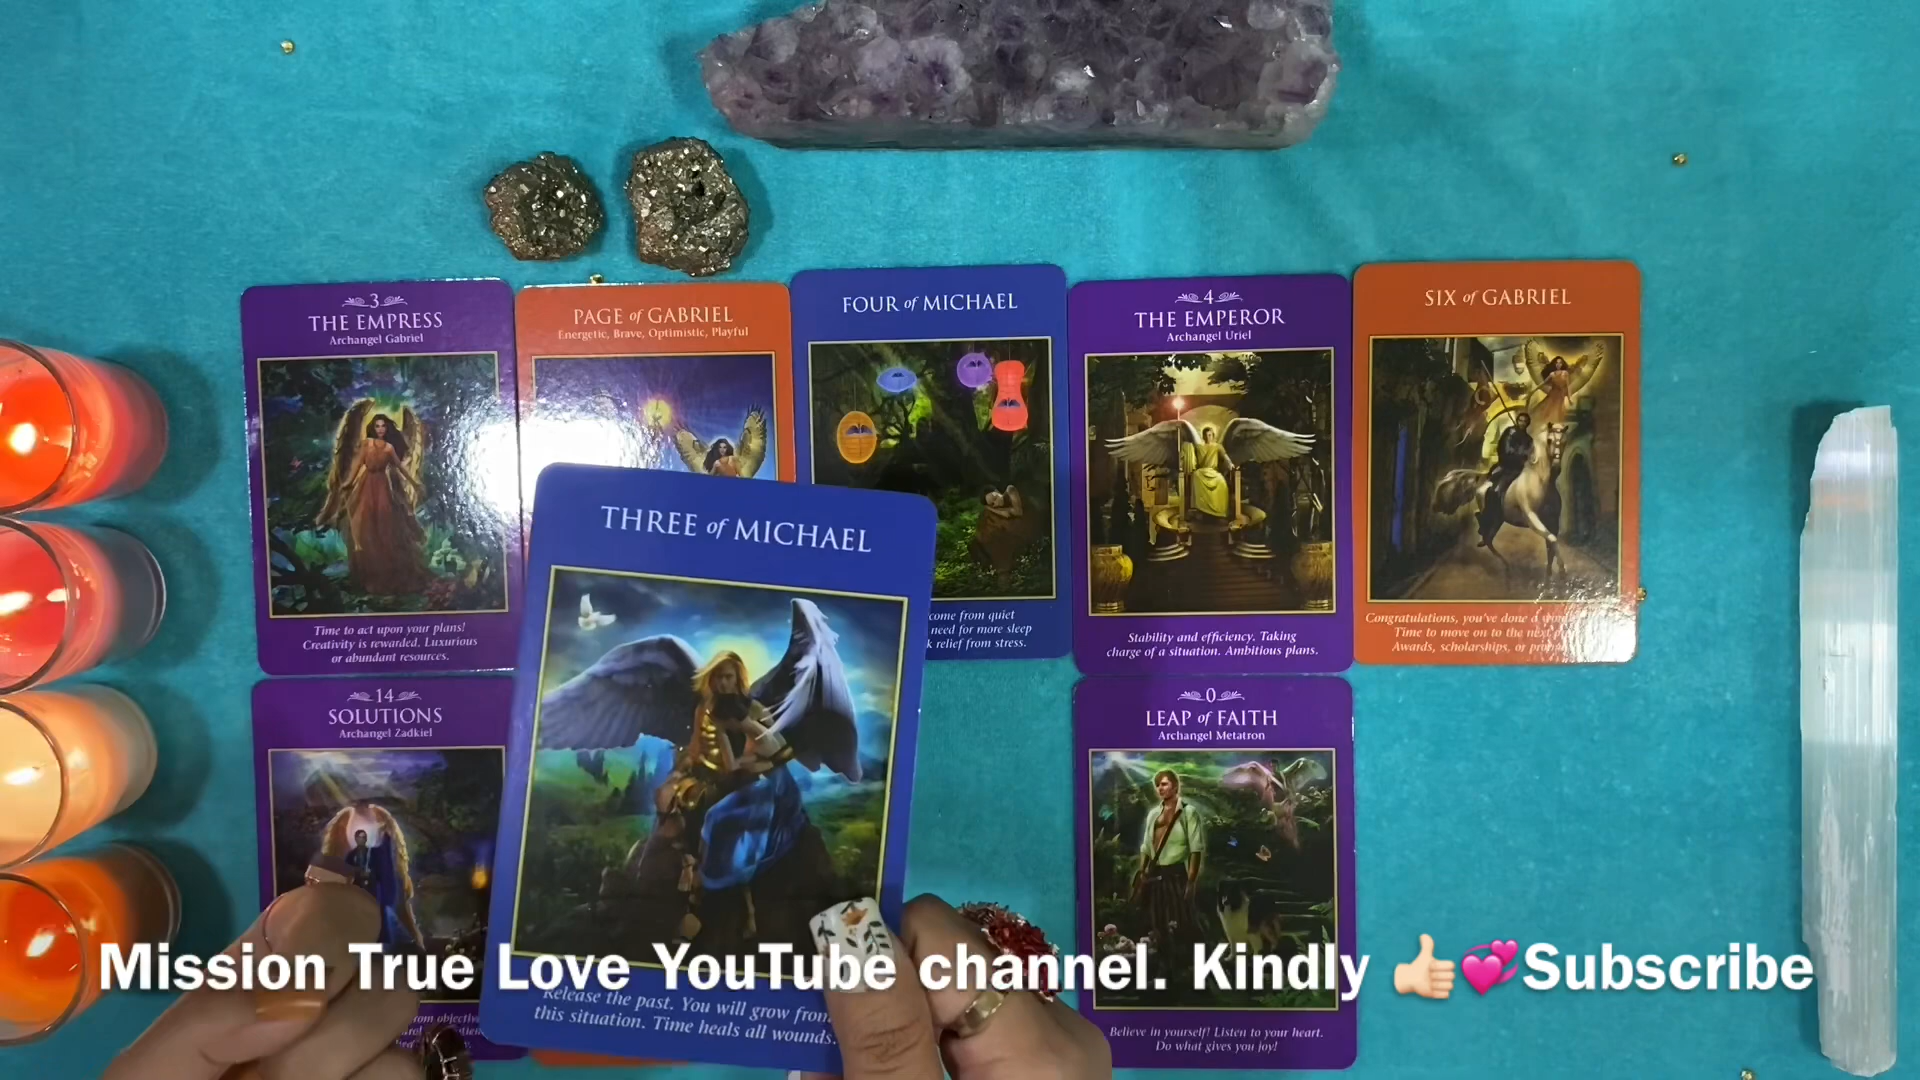 3
THE EMPRESS
Archangel Gabriel
Time to act upon your plans!
Creativity is rewarded. Luxurious
or abundant resources.
PAGE of GABRIEL
Energetic, Brave, Optimistic, Playful
FOUR of MICHAEL
come from quiet
need for more sleep
relief from stress.
4
THE EMPEROR
Archangel Uriel
Stability and efficiency. Taking
charge of a situation. Ambitious plans.
SIX of GABRIEL
Congratulations, you've done a
Time to move on to the next
Awards, scholarships, or
14
SOLUTIONS
Archangel Zadkiel
THREE of MICHAEL
Release the past. You will grow from
this situation. Time heals all wounds.
0
LEAP of FAITH
Archangel Metatron
Believe in yourself! Listen to your heart.
Do what gives you joy!
Mission True Love YouTube channel. Kindly 👍🏻💞Subscribe